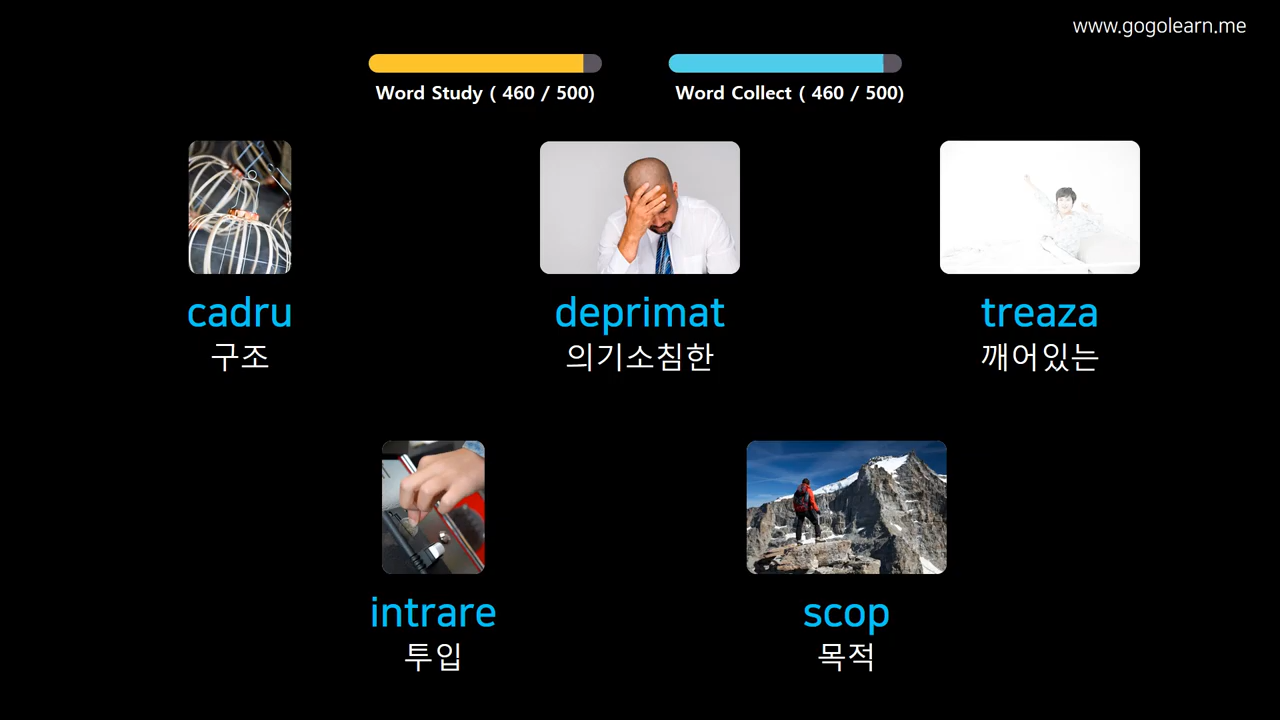 www.gogolearn.me
Word Study ( 460 / 500)
Word Collect ( 460 / 500)
cadru
구조
deprimat
의기소침한
treaza
깨어있는
intrare
투입
scop
목적